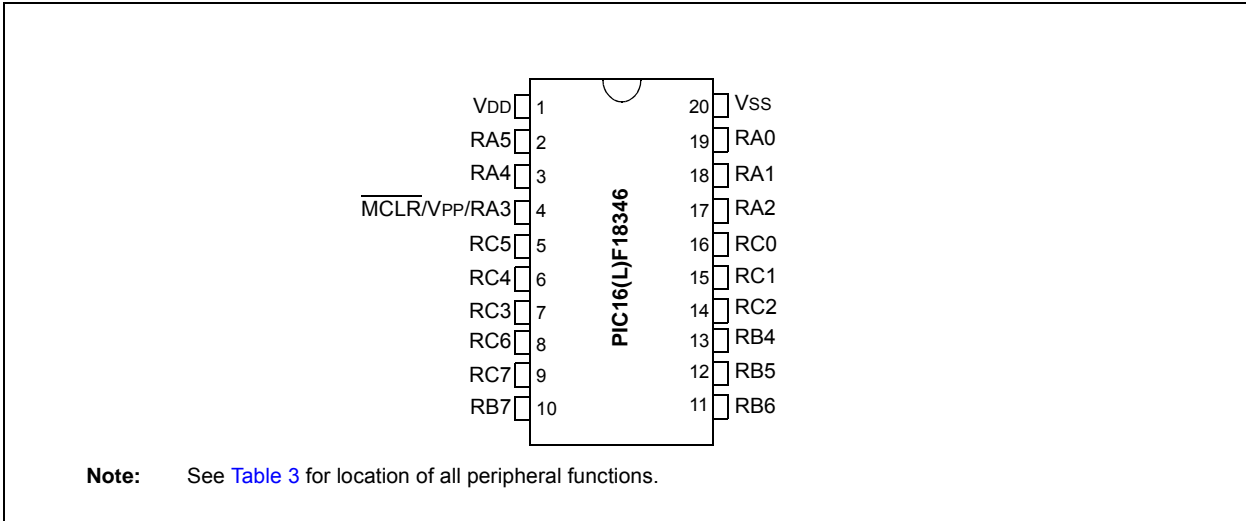 VDD 1 20 VSS
RA5 2 19 RA0
RA4 3 18 RA1
MCLR/VPP/RA3 4 17 RA2
RC5 5 16 RC0
RC4 6 15 RC1
RC3 7 14 RC2
RC6 8 13 RB4
RC7 9 12 RB5
RB7 10 11 RB6
PIC16(L)F18346
Note: See Table 3 for location of all peripheral functions.